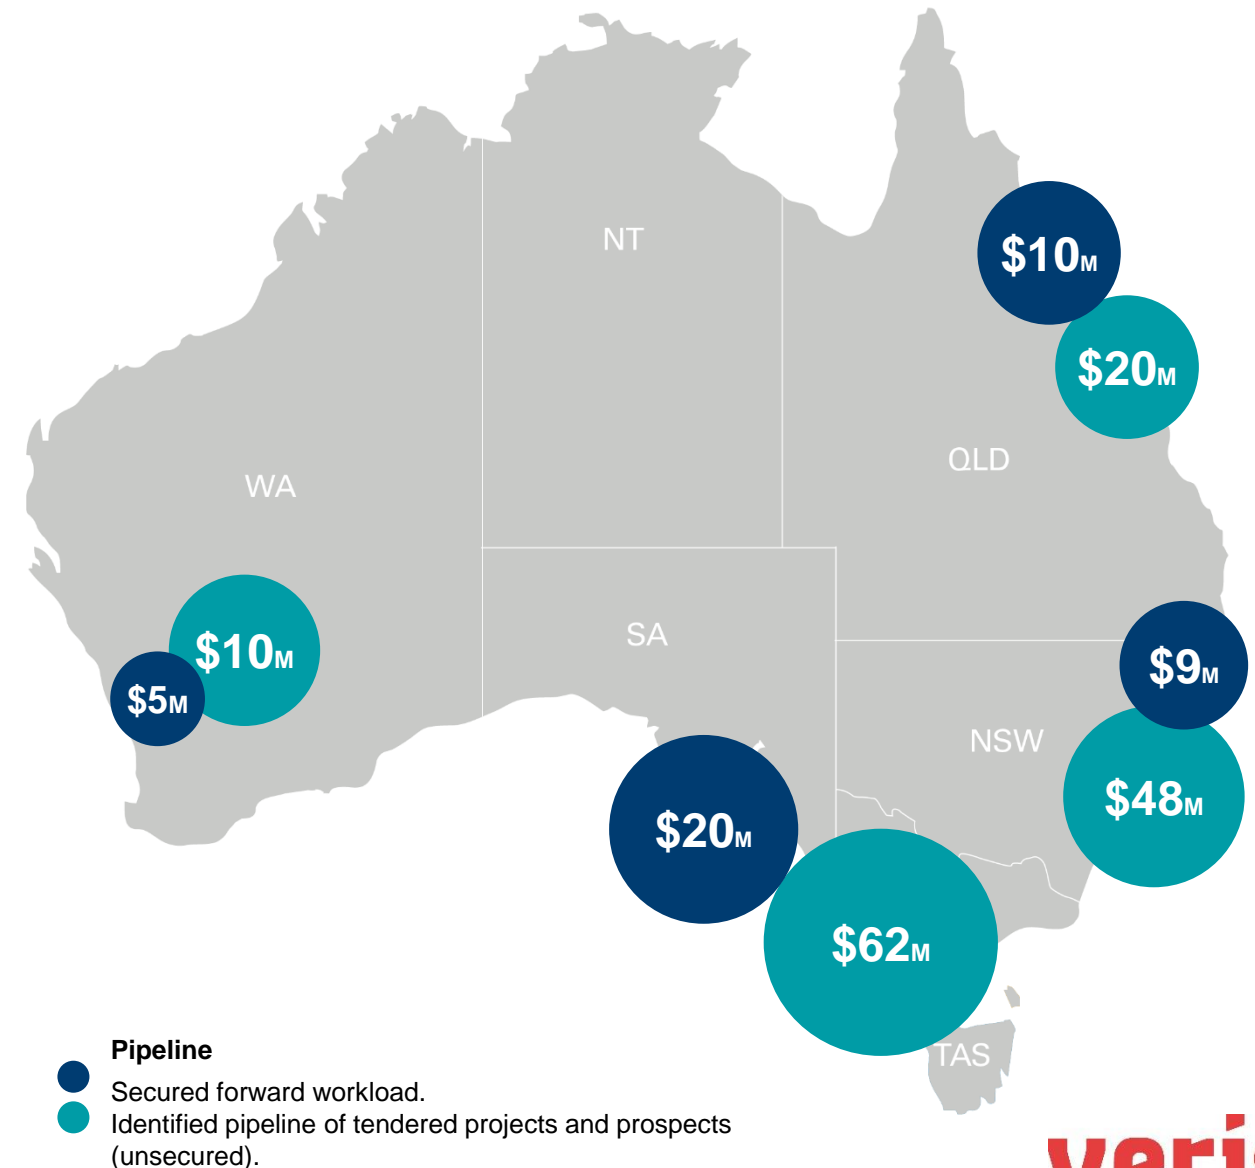 NT
$10M
$20M
QLD
WA
SA
$10M
$5M
$9M
NSW
$48M
$20M
$62M
TAS
Pipeline
Secured forward workload.
Identified pipeline of tendered projects and prospects
(unsecured).